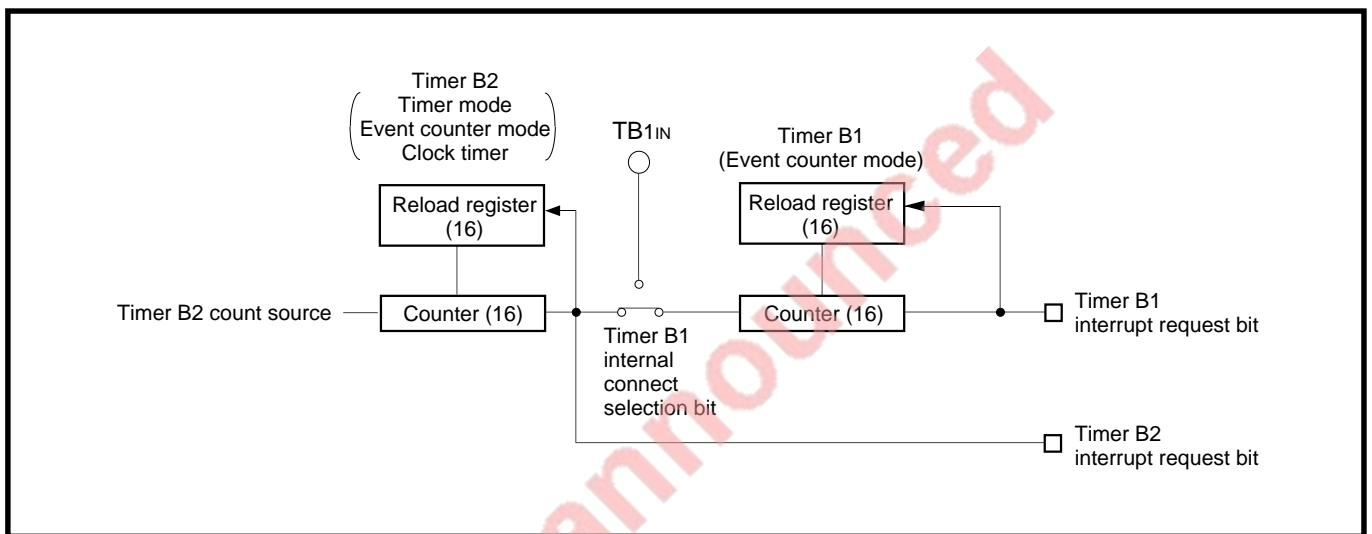 Timer B2
Timer mode
Event counter mode
Clock timer
TB1IN
Timer B1
(Event counter mode)
Reload register
(16)
Reload register
(16)
Timer B2 count source
Counter (16)
Counter (16)
Timer B1
interrupt request bit
Timer B1
internal
connect
selection bit
Timer B2
interrupt request bit
announced